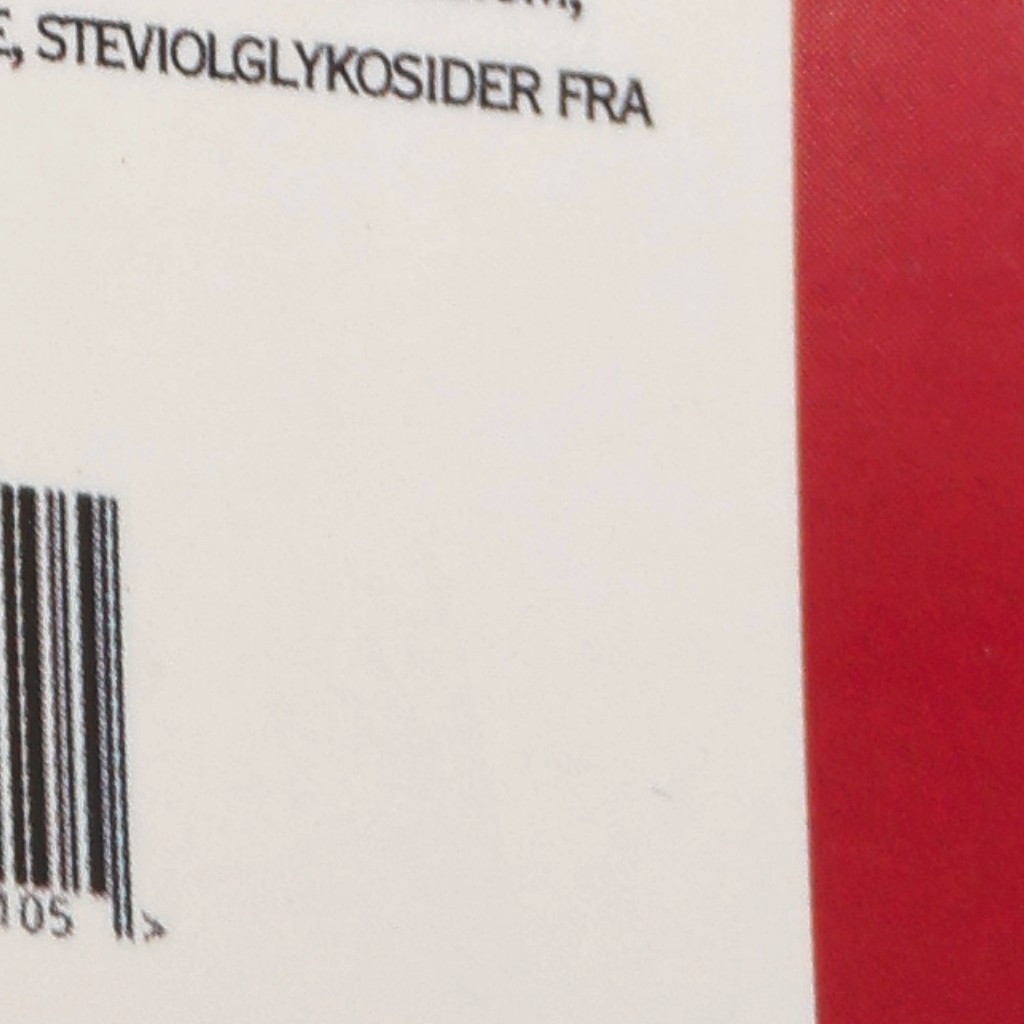 STEVIOLGLYKOSIDER FRA
105 >